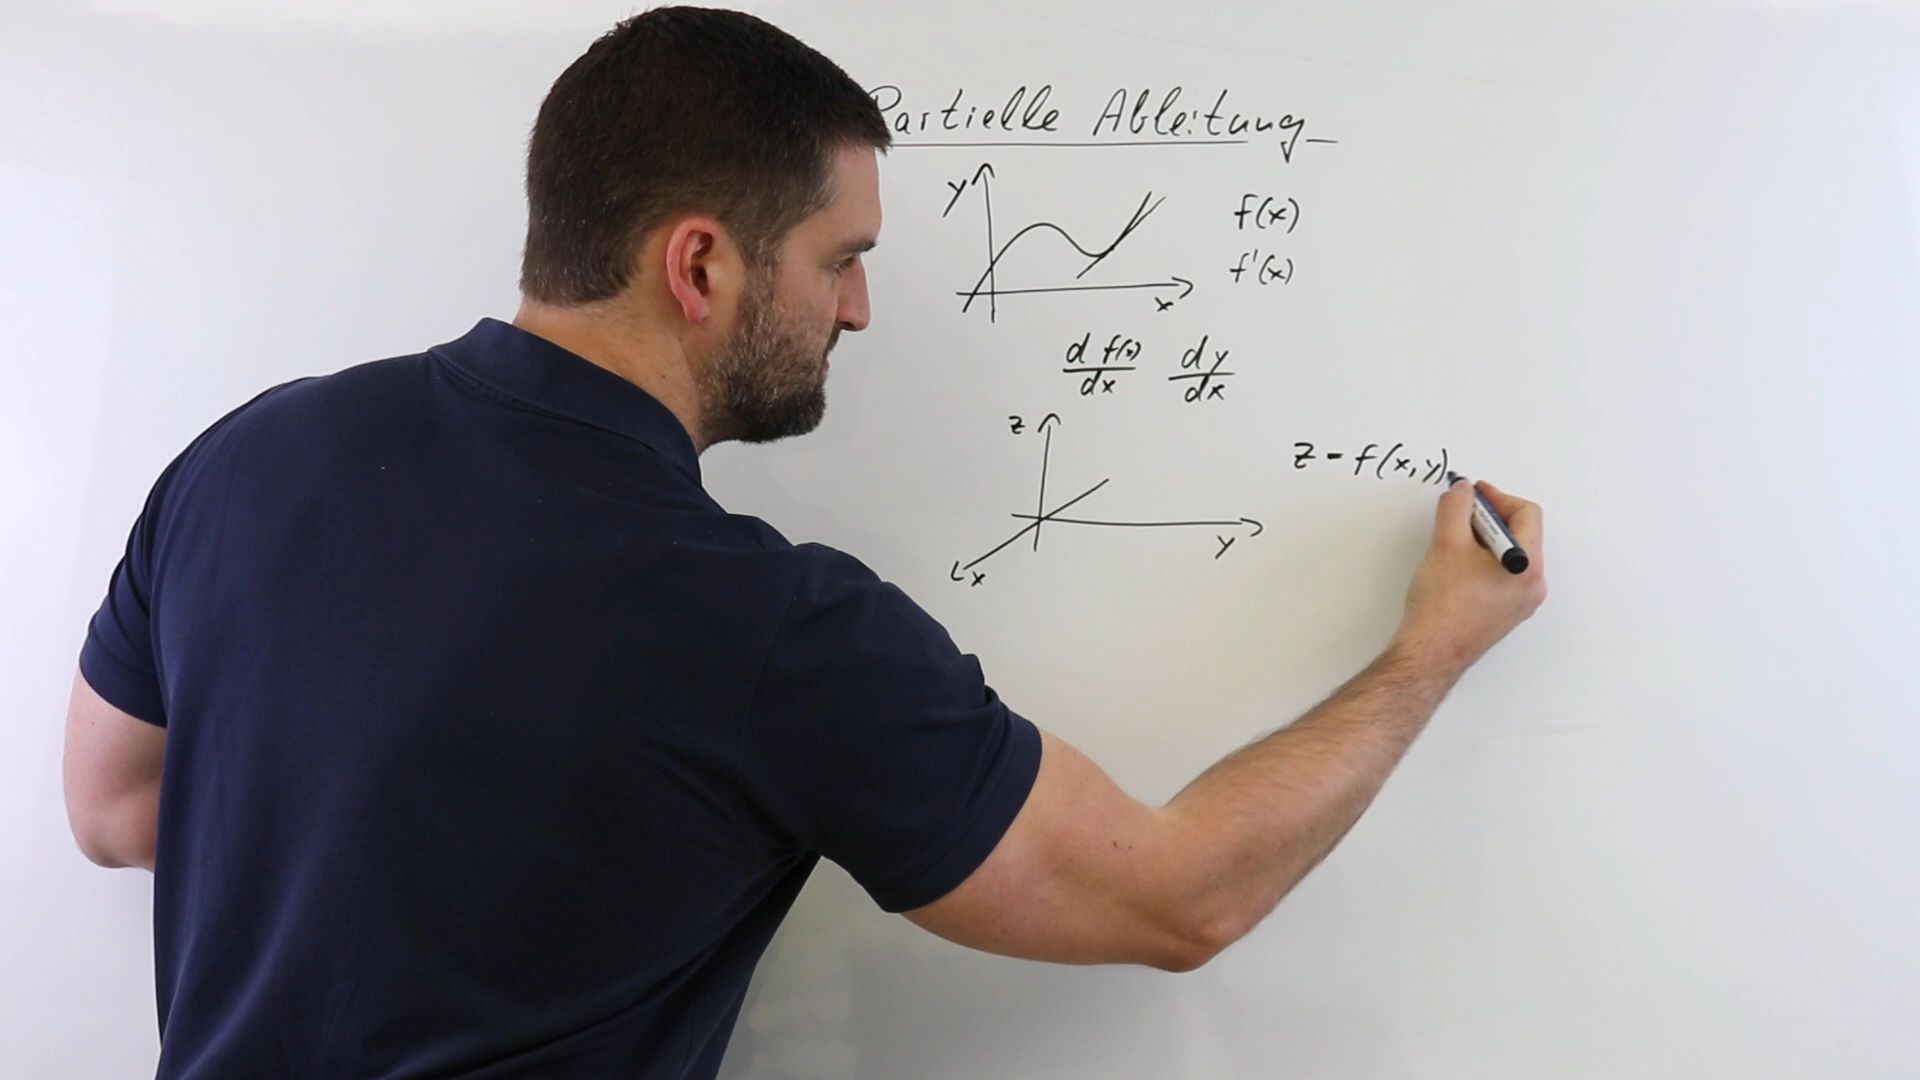 Partielle Ableitung
y
f(x)
f'(x)
x
d f(x) / dx  dy / dx
z
z = f(x,y)
y
x